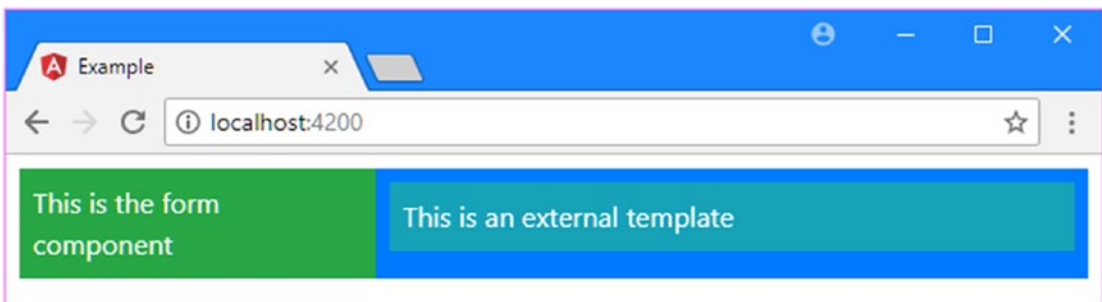 Example
localhost:4200
This is the form
component
This is an external template